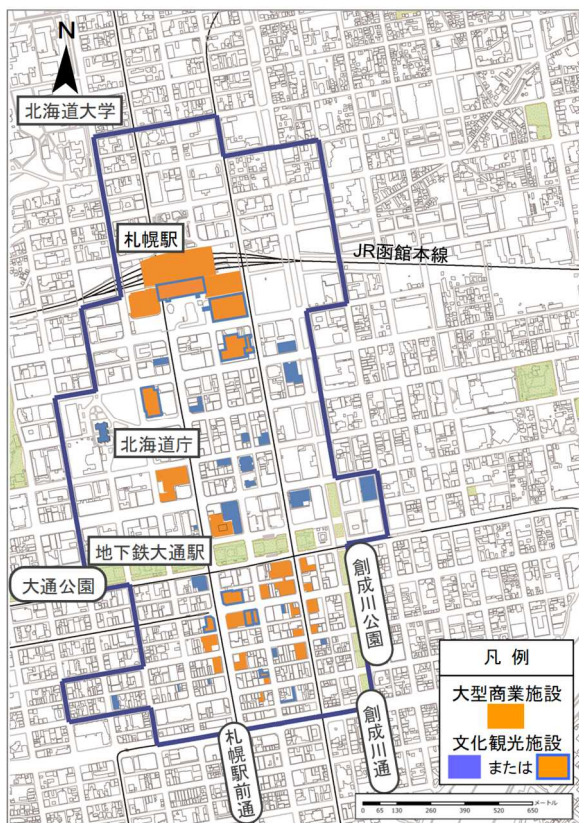 N
北海道大学
札幌駅
JR函館本線
北海道庁
地下鉄大通駅
大通公園
創成川公園
札幌駅前通
創成川通
凡 例
大型商業施設
文化観光施設
または
メートル
0 65 130 260 390 520 650